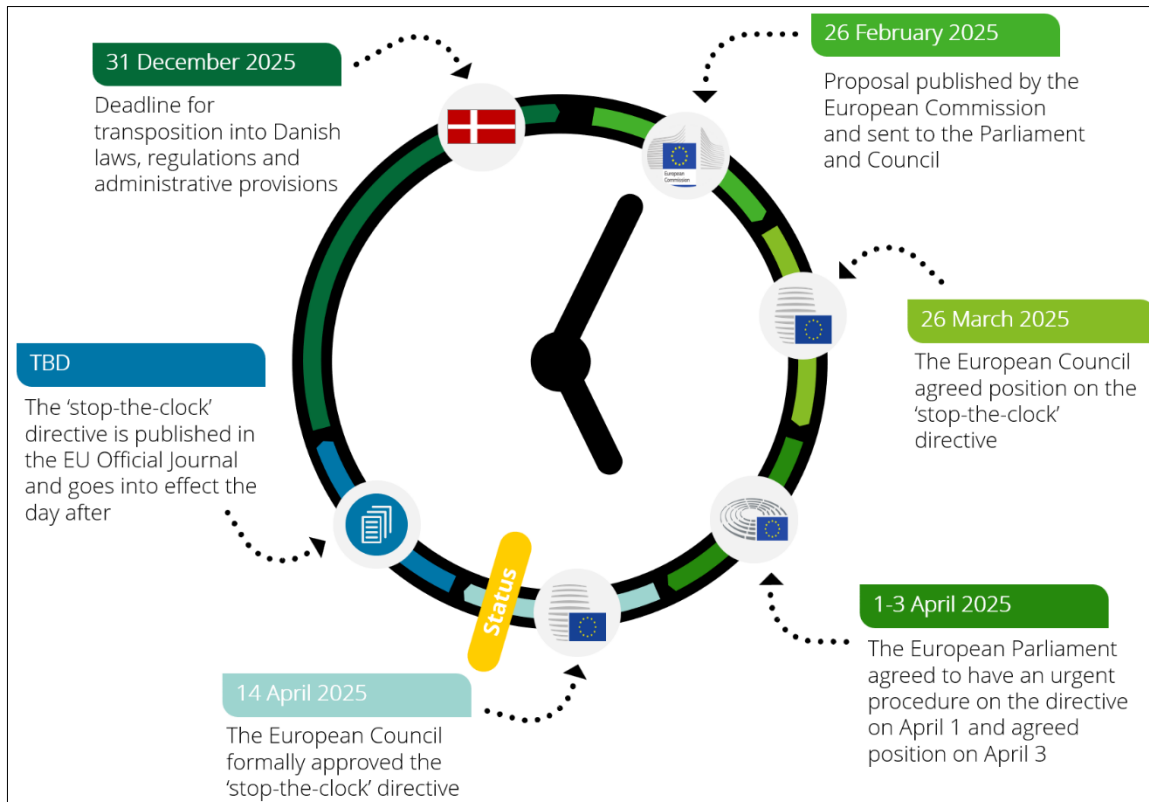 26 February 2025
Proposal published by the
European Commission
and sent to the Parliament
and Council
European
Commission
26 March 2025
The European Council
agreed position on the
‘stop-the-clock’
directive
1-3 April 2025
The European Parliament
agreed to have an urgent
procedure on the directive
on April 1 and agreed
position on April 3
14 April 2025
The European Council
formally approved the
‘stop-the-clock’ directive
Status
TBD
The ‘stop-the-clock’
directive is published in
the EU Official Journal
and goes into effect the
day after
31 December 2025
Deadline for
transposition into Danish
laws, regulations and
administrative provisions